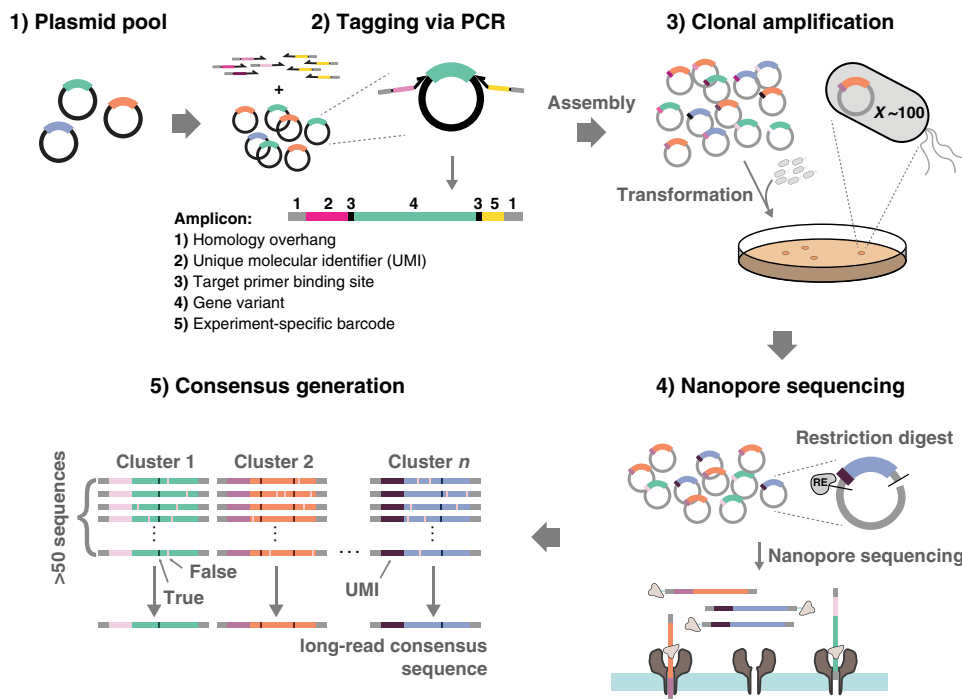 1) Plasmid pool
2) Tagging via PCR
3) Clonal amplification
+
Assembly
X ~100
Transformation
1 2 3 4 3 5 1
Amplicon:
1) Homology overhang
2) Unique molecular identifier (UMI)
3) Target primer binding site
4) Gene variant
5) Experiment-specific barcode
5) Consensus generation
4) Nanopore sequencing
Restriction digest
RE
Nanopore sequencing
Cluster 1
Cluster 2
Cluster n
>50 sequences
...
False
True
UMI
long-read consensus
sequence